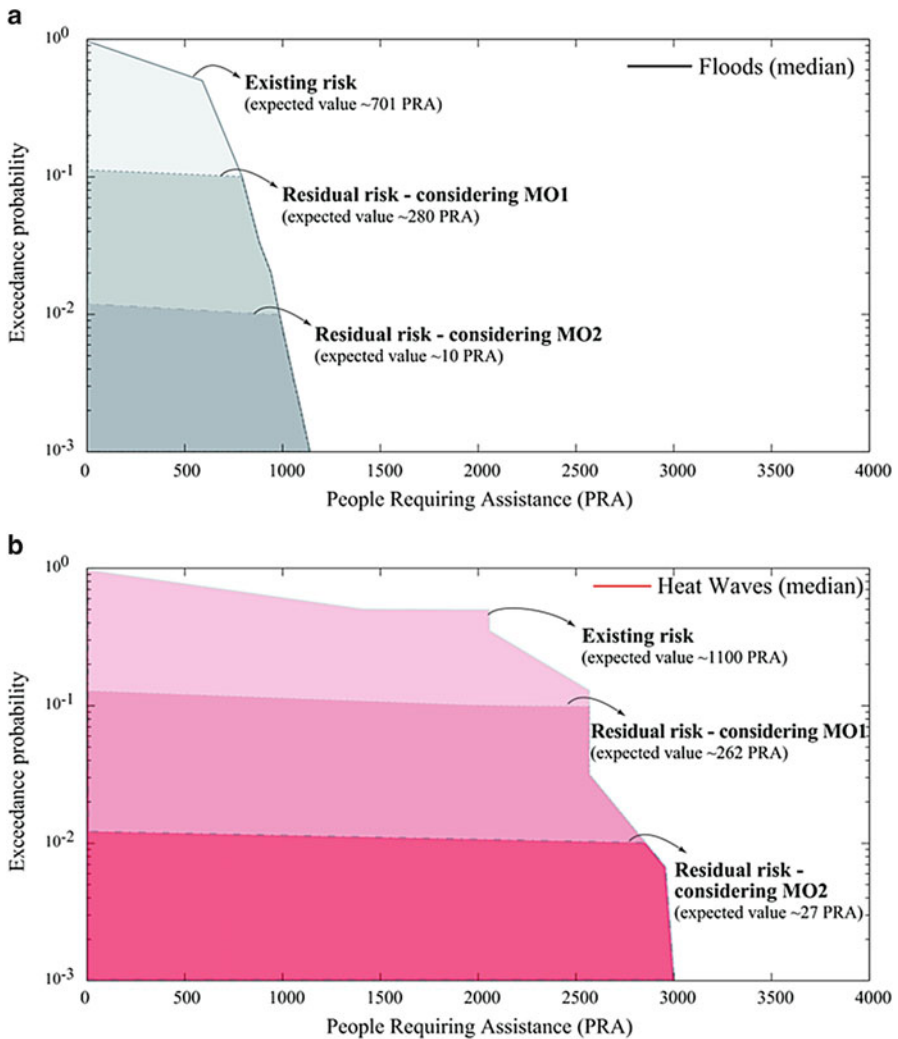 a
10^0
10^-1
10^-2
10^-3
Exceedance probability
Floods (median)
Existing risk
(expected value ~701 PRA)
Residual risk - considering MO1
(expected value ~280 PRA)
Residual risk - considering MO2
(expected value ~10 PRA)
0 500 1000 1500 2000 2500 3000 3500 4000
People Requiring Assistance (PRA)
b
10^0
10^-1
10^-2
10^-3
Exceedance probability
Heat Waves (median)
Existing risk
(expected value ~1100 PRA)
Residual risk - considering MO1
(expected value ~262 PRA)
Residual risk -
considering MO2
(expected value ~27 PRA)
0 500 1000 1500 2000 2500 3000 3500 4000
People Requiring Assistance (PRA)